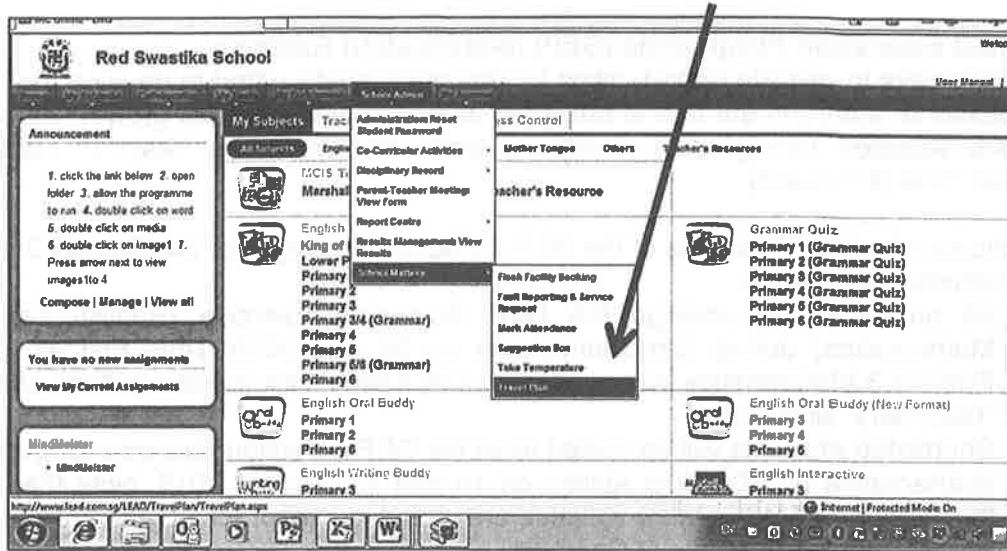 Red Swastika School
Welco
User Manual |
School Admin
Announcement
1. click the link below 2. open
folder 3. allow the programme
to run 4. double click on word
5. double click on media
6 double click on image1 7.
Press arrow next to view
images 1to 4
Compose | Manage | View all
You have no new assignments
View My Current Assignments
MindMeister
• MindMeister
My Subjects
Trac
ess Control
All Subjects
Mother Tongue
Others
Teacher's Resources
Administration Reset
Student Password
Co-Curricular Activities
Disciplinary Record
Parent-Teacher Meeting:
View Form
Report Centre
Results Management: View
Results
School Matters
Flash Facility Booking
Fault Reporting & Service
Request
Mark Attendance
Suggestion Box
Take Temperature
Travel Plan
MCIS T
Marshal
eacher's Resource
English
King of
Lower P
Primary
Primary 2
Primary 3
Primary 3/4 (Grammar)
Primary 4
Primary 5
Primary 5/6 (Grammar)
Primary 6
Grammar Quiz
Primary 1 (Grammar Quiz)
Primary 2 (Grammar Quiz)
Primary 3 (Grammar Quiz)
Primary 4 (Grammar Quiz)
Primary 5 (Grammar Quiz)
Primary 6 (Grammar Quiz)
English Oral Buddy
Primary 1
Primary 2
Primary 6
English Oral Buddy (New Format)
Primary 3
Primary 4
Primary 5
English Writing Buddy
Primary 3
English Interactive
Primary 3
http://www.lead.com.sg/LEAD/TravelPlan/TravelPlan.aspx
Internet | Protected Mode: On